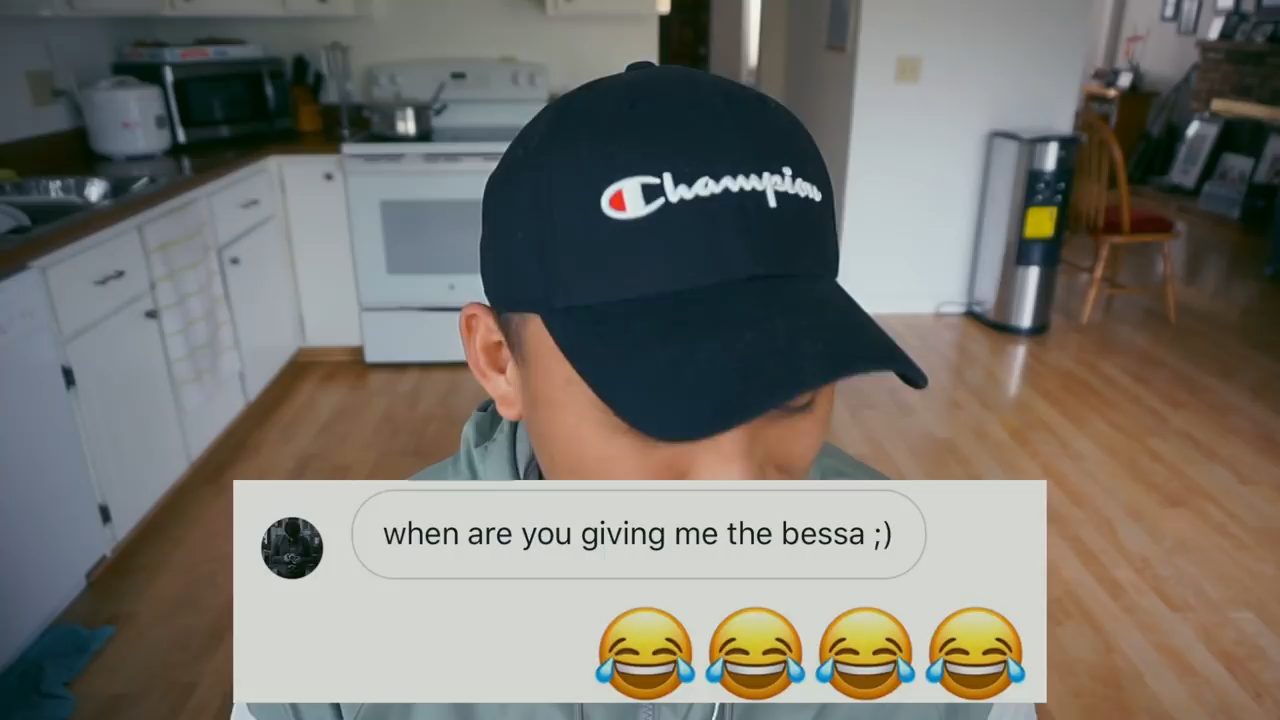 Champion
when are you giving me the bessa ;)
😂😂😂😂